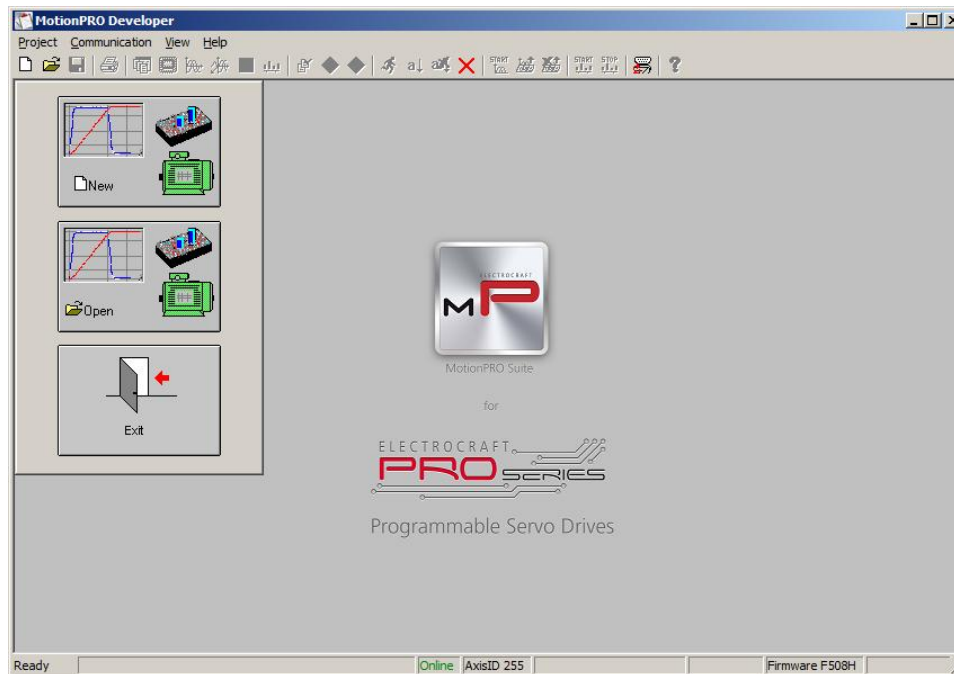 MotionPRO Developer
Project Communication View Help
New
Open
Exit
ELECTROCRAFT
MP
MotionPRO Suite
for
ELECTROCRAFT
PRO SERIES
Programmable Servo Drives
Ready Online AxisID 255 Firmware F508H